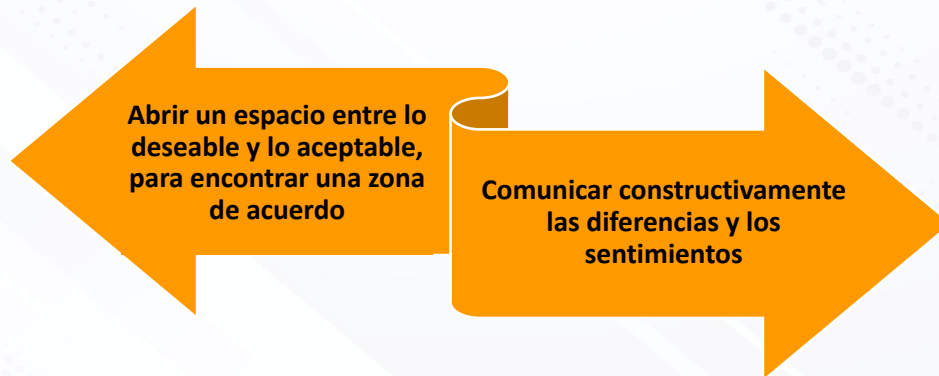 Abrir un espacio entre lo
deseable y lo aceptable,
para encontrar una zona
de acuerdo
Comunicar constructivamente
las diferencias y los
sentimientos